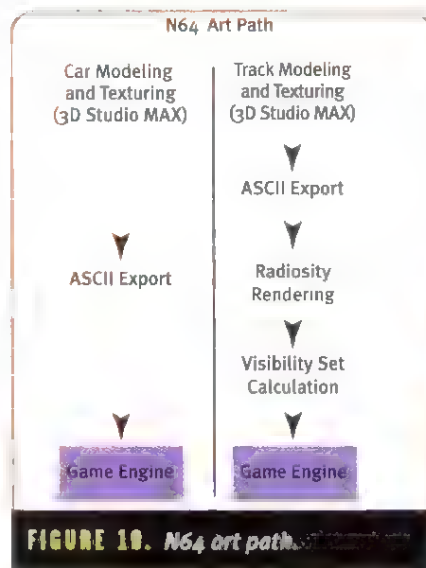 N64 Art Path
Car Modeling
and Texturing
(3D Studio MAX)
ASCII Export
Game Engine
Track Modeling
and Texturing
(3D Studio MAX)
ASCII Export
Radiosity
Rendering
Visibility Set
Calculation
Game Engine
FIGURE 10. N64 art path.